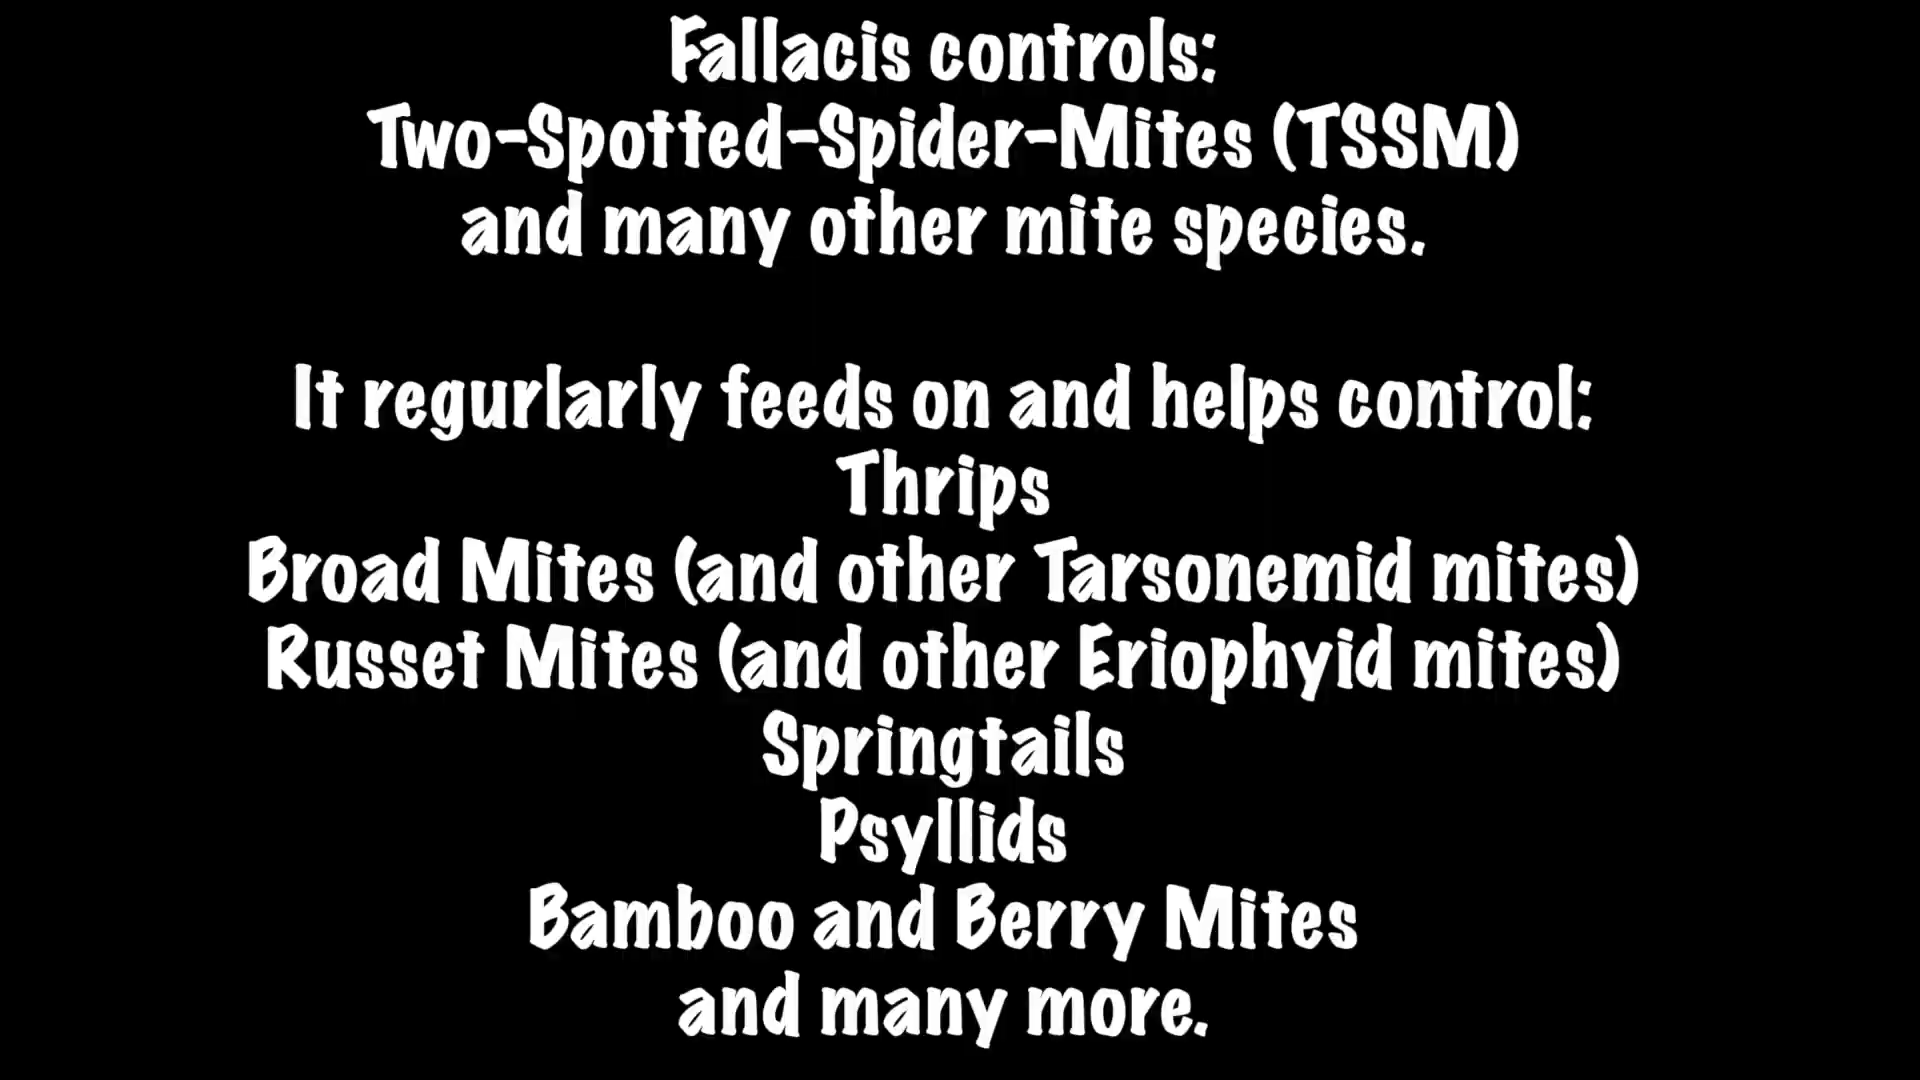 Fallacis controls:
Two-Spotted-Spider-Mites (TSSM)
and many other mite species.
It regurlarly feeds on and helps control:
Thrips
Broad Mites (and other Tarsonemid mites)
Russet Mites (and other Eriophyid mites)
Springtails
Psyllids
Bamboo and Berry Mites
and many more.